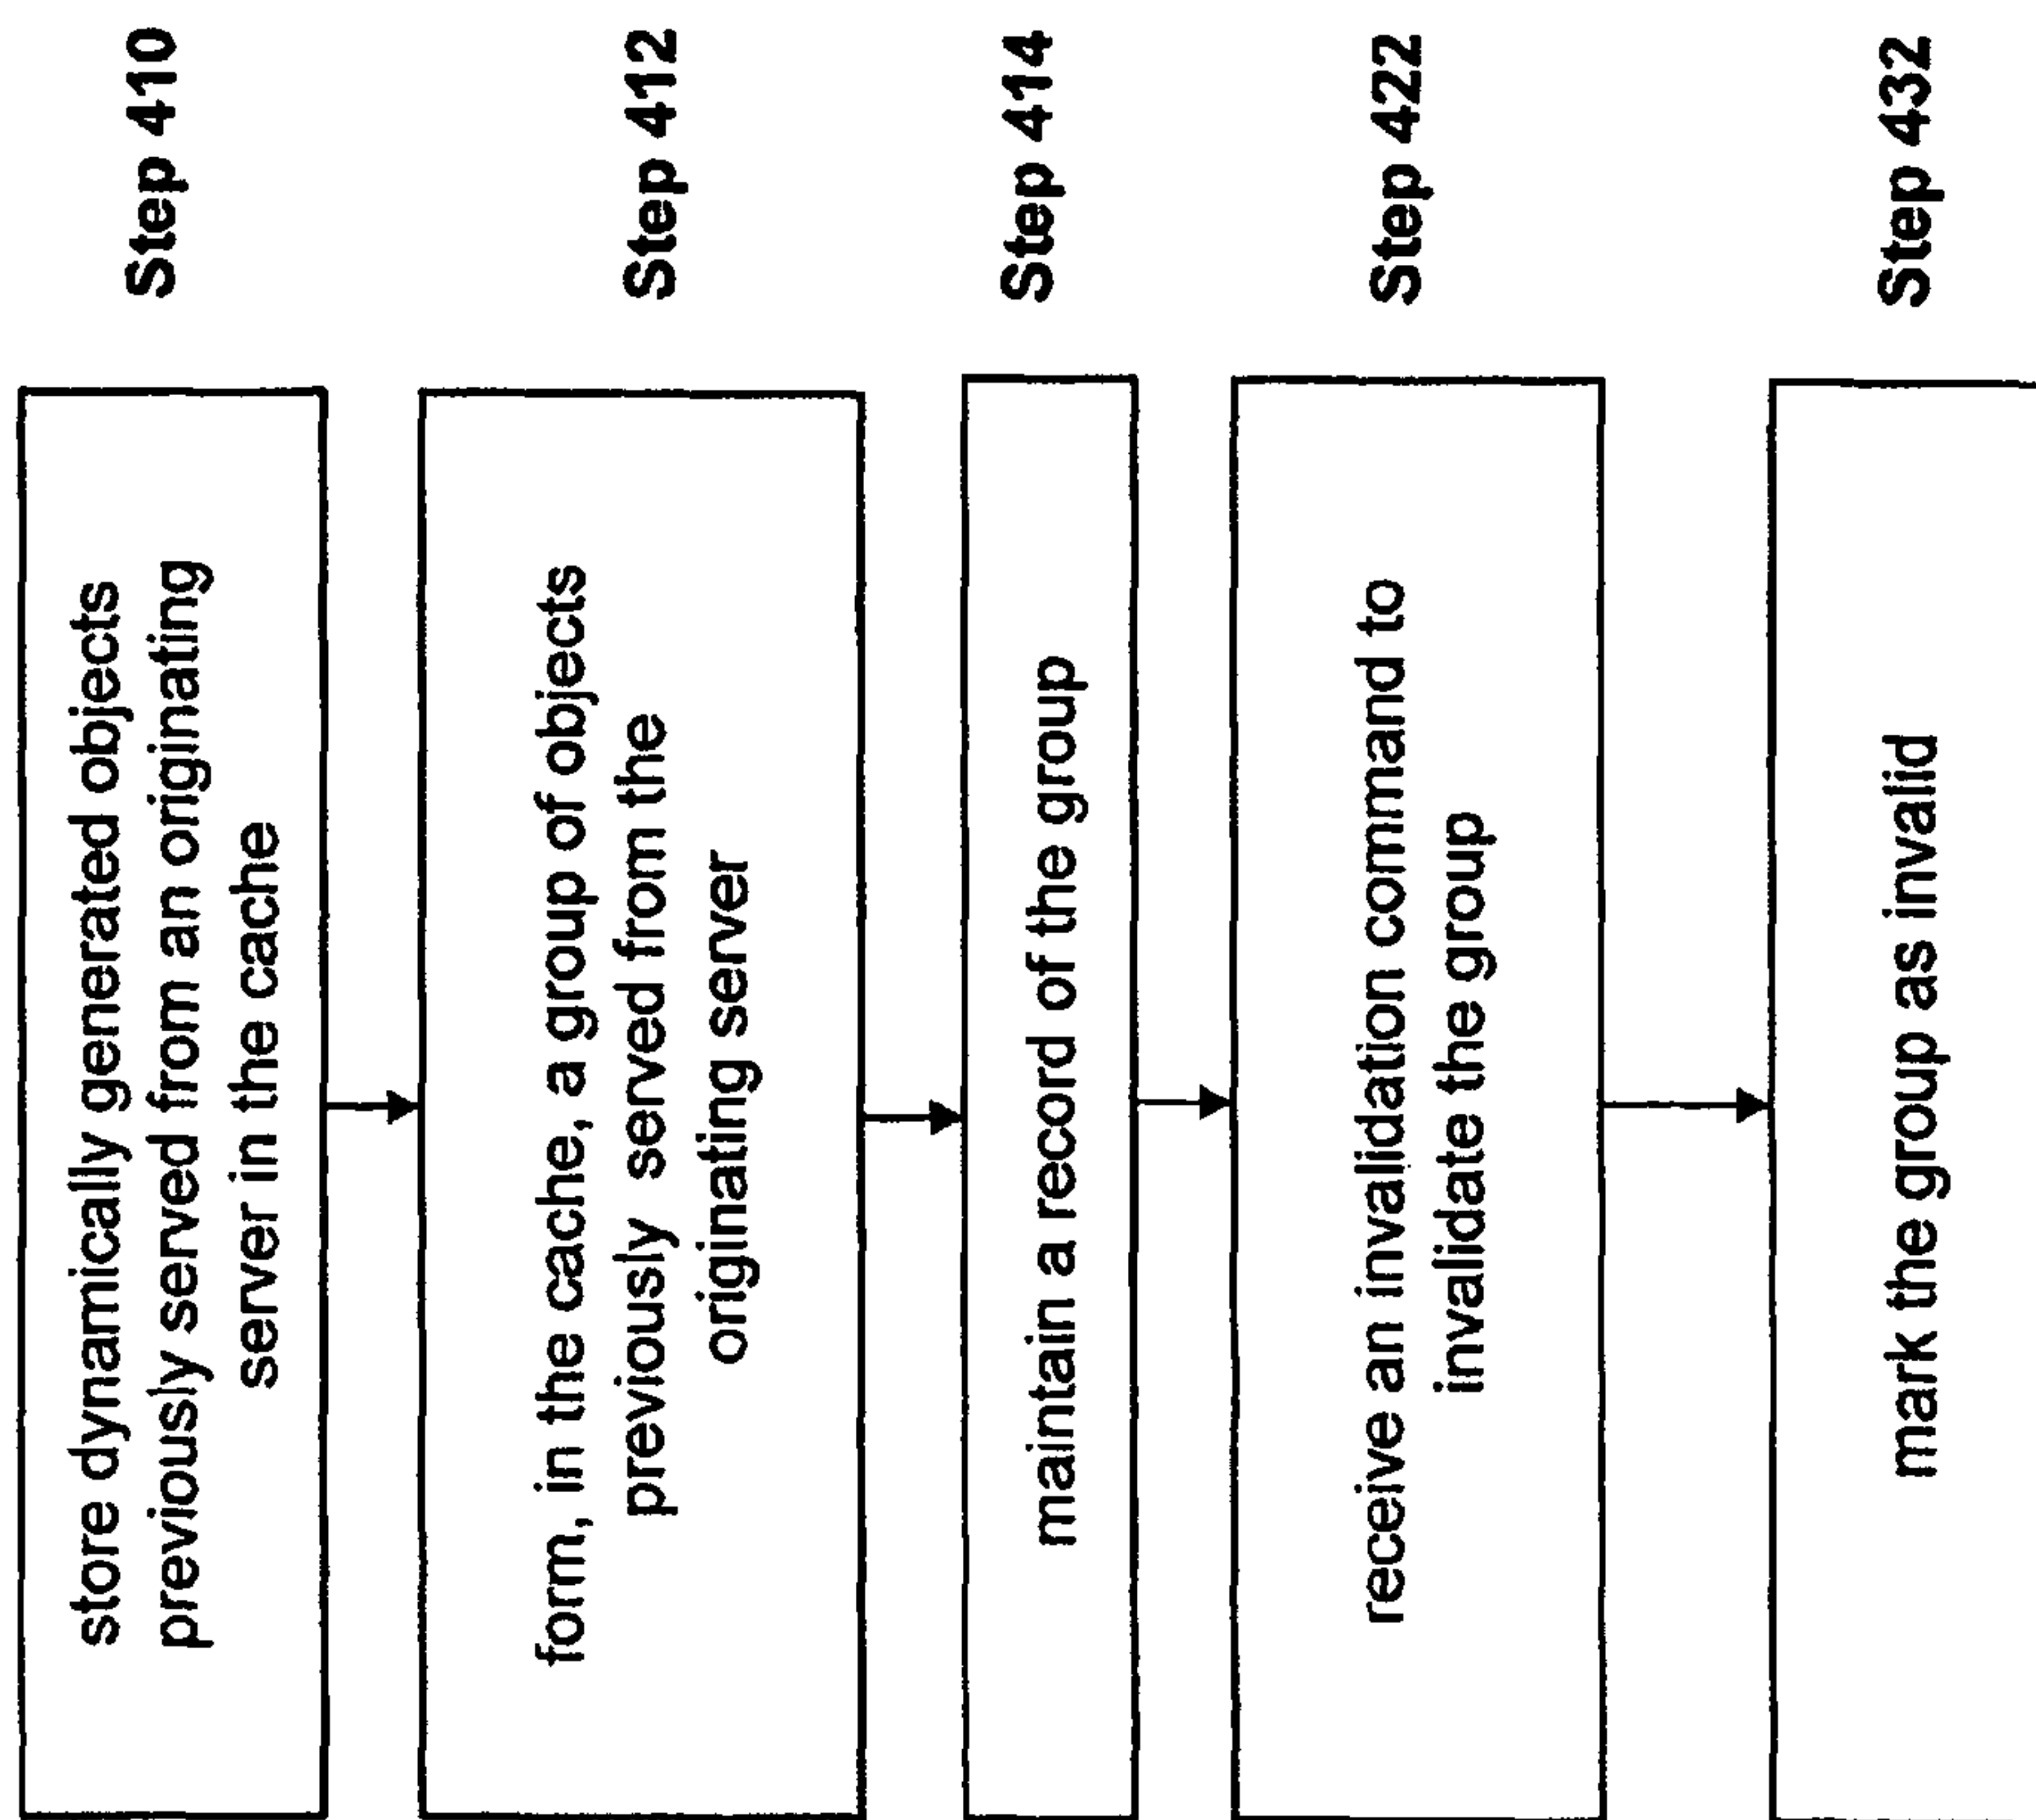 store dynamically generated objects
previously served from an originating
server in the cache
Step 410
form, in the cache, a group of objects
previously served from the
originating server
Step 412
maintain a record of the group
Step 414
receive an invalidation command to
invalidate the group
Step 422
mark the group as invalid
Step 432